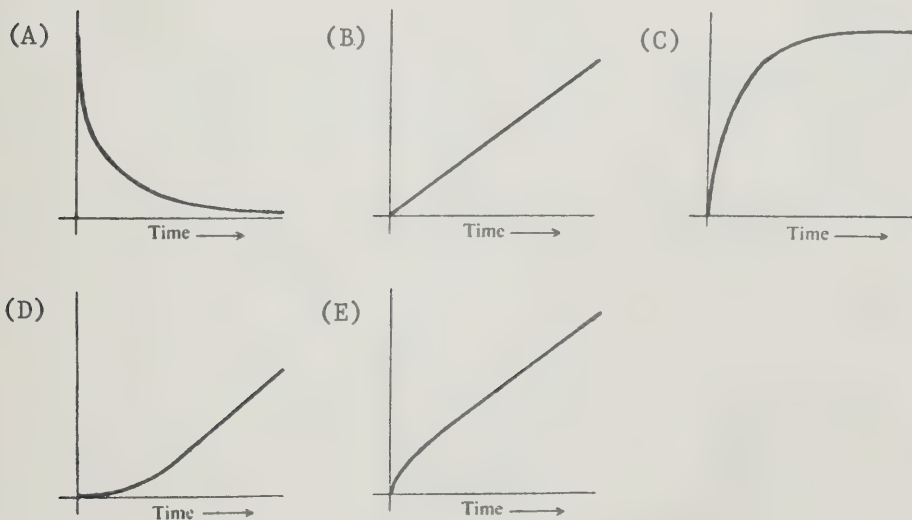 (A)
(B)
(C)
Time →
Time →
Time →
(D)
(E)
Time →
Time →